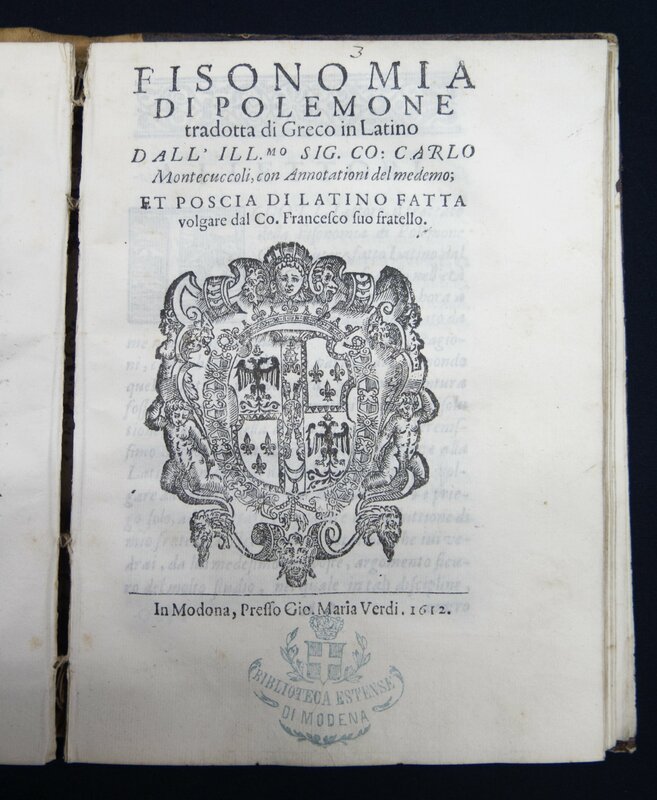 3
FISONOMIA
DI POLEMONE
tradotta di Greco in Latino
DALL' ILL.MO SIG. CO: CARLO
Montecuccoli, con Annotationi del medemo;
ET POSCIA DI LATINO FATTA
volgare dal Co. Francesco suo fratello.
In Modona, Presso Gio. Maria Verdi. 1612.
BIBLIOTECA ESTENSE
DI MODENA